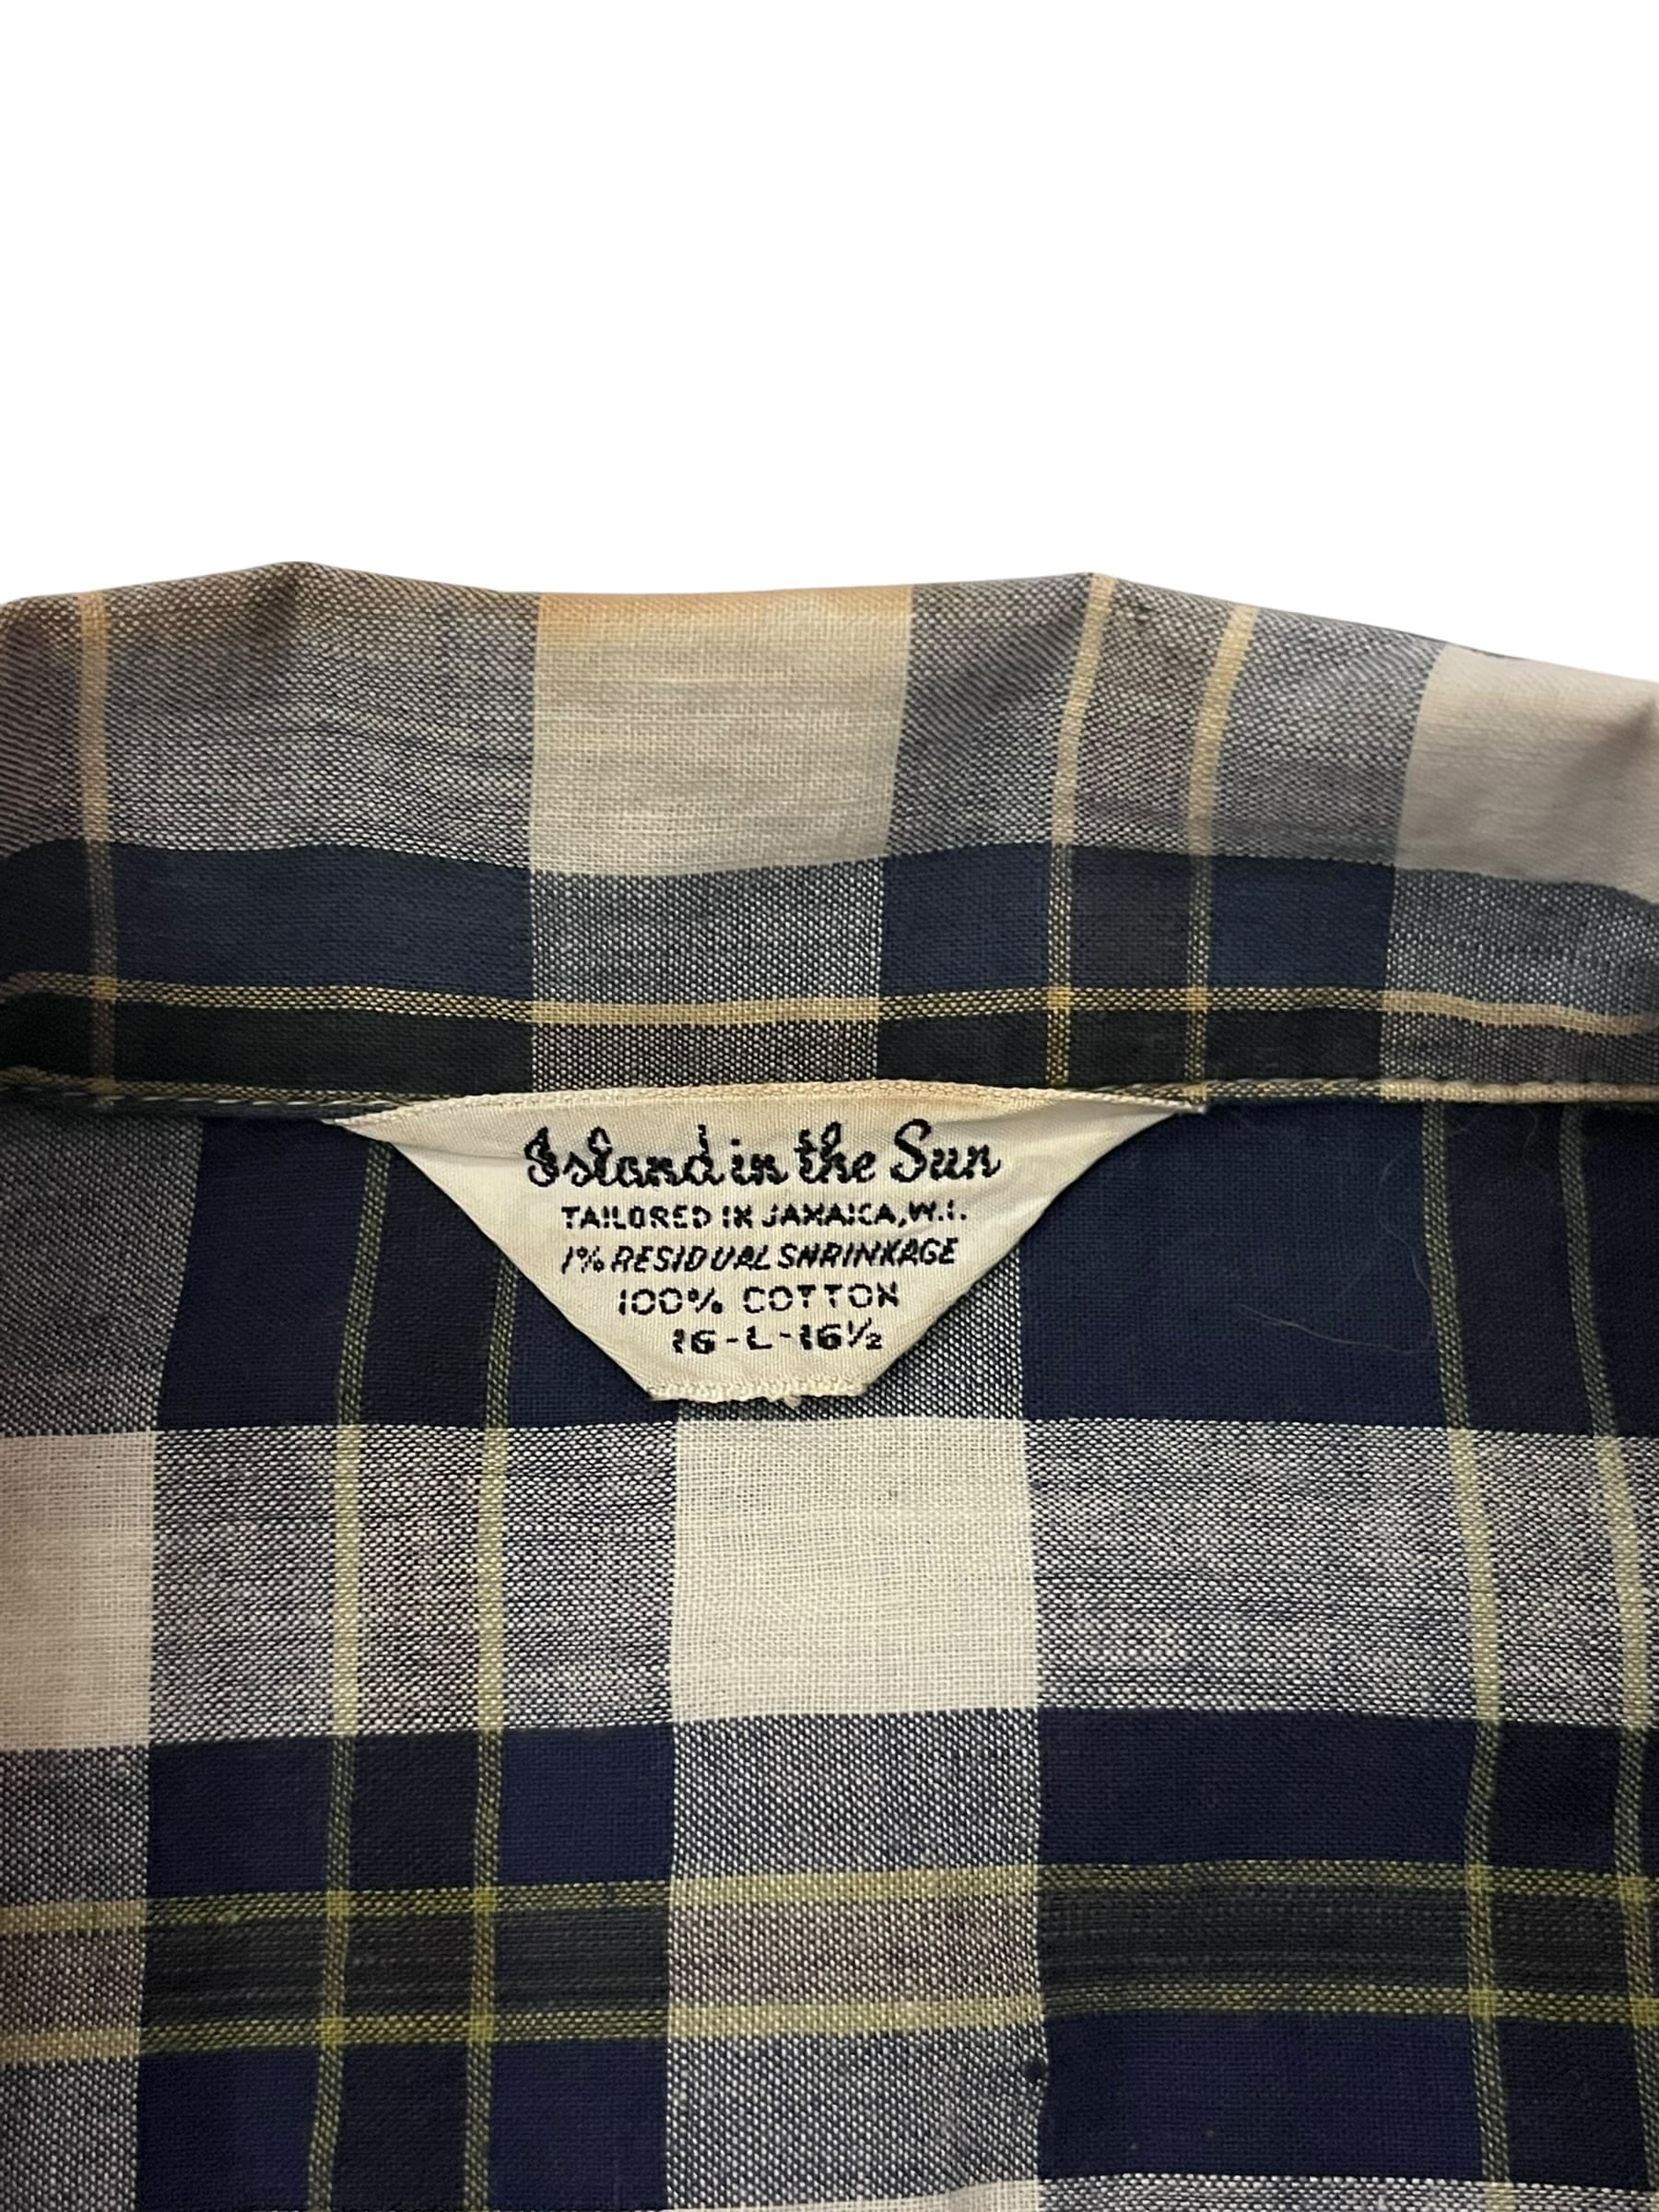 Island in the Sun
TAILORED IN JAMAICA, W.I.
1% RESIDUAL SHRINKAGE
100% COTTON
16-L-16½